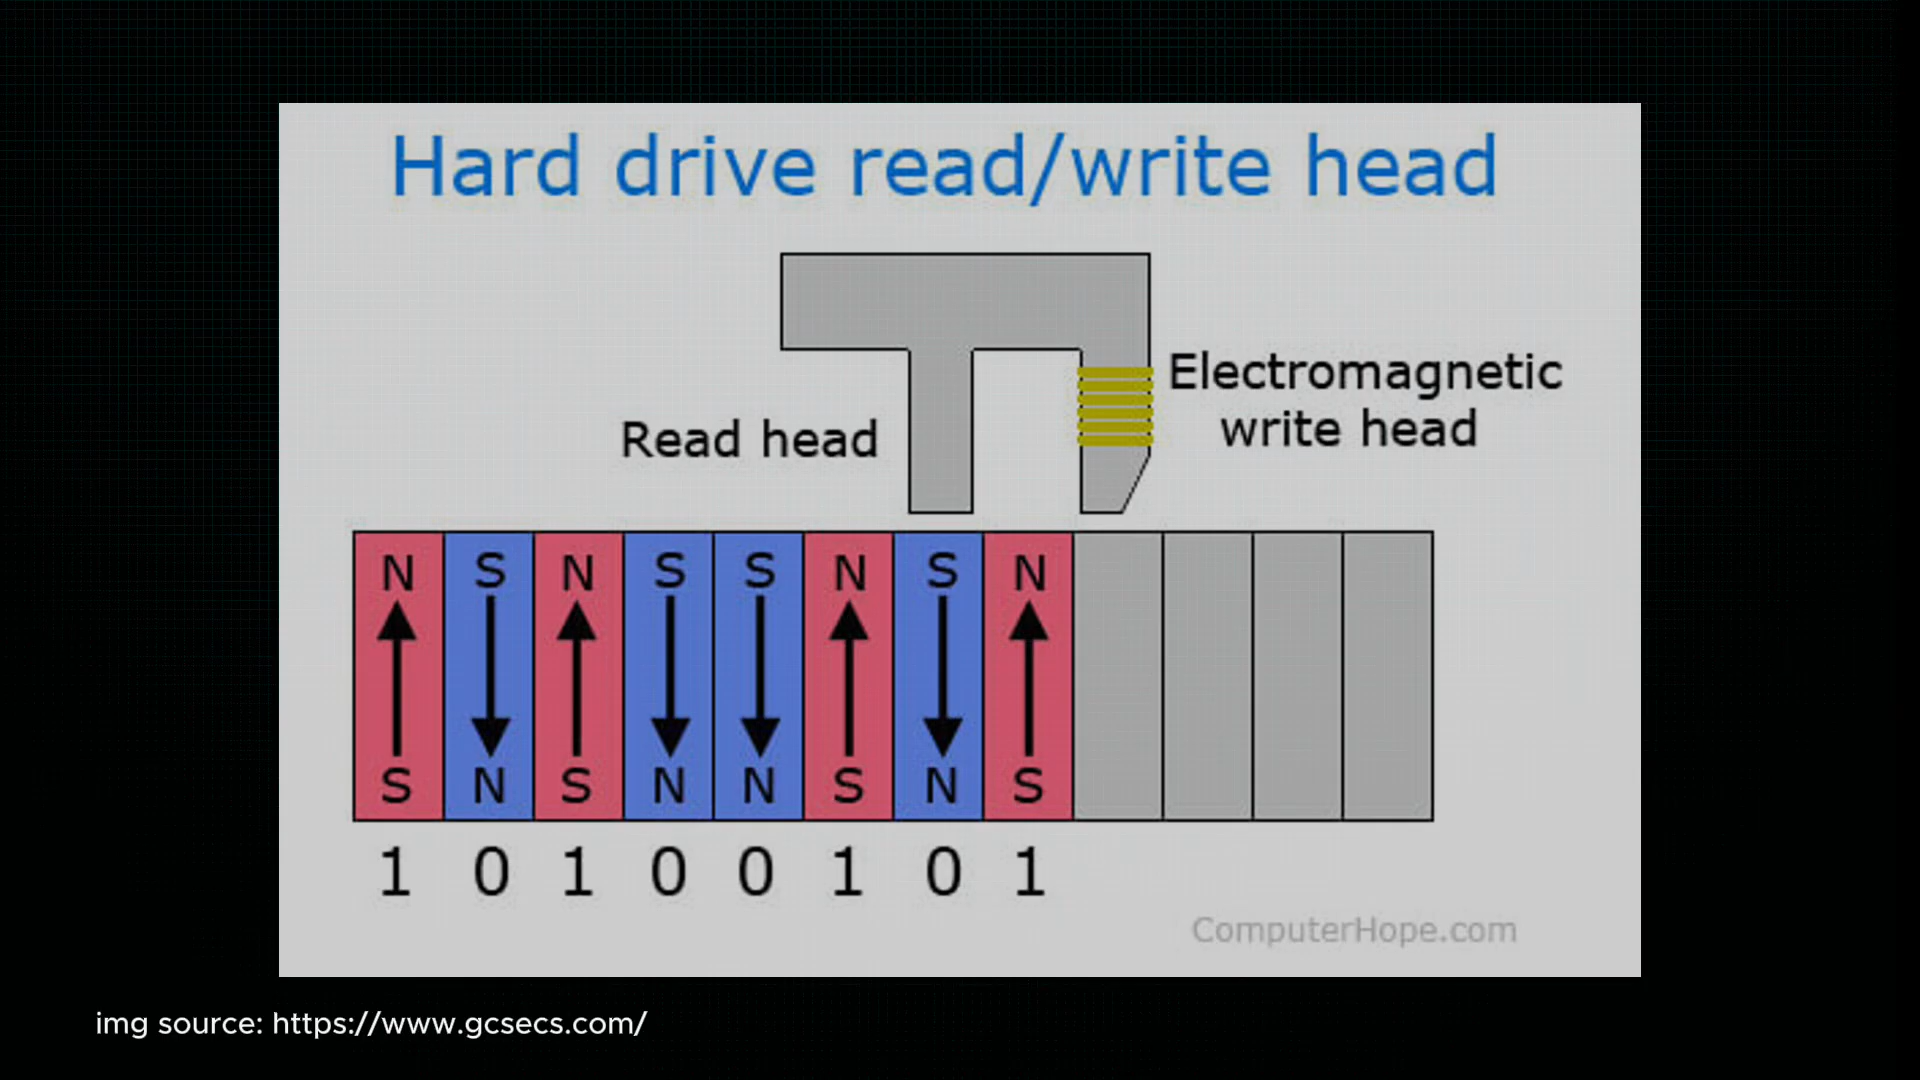 Hard drive read/write head
Electromagnetic
write head
Read head
N S N S S N S N
S N S N N S N S
1 0 1 0 0 1 0 1
ComputerHope.com
img source: https://www.gcsecs.com/